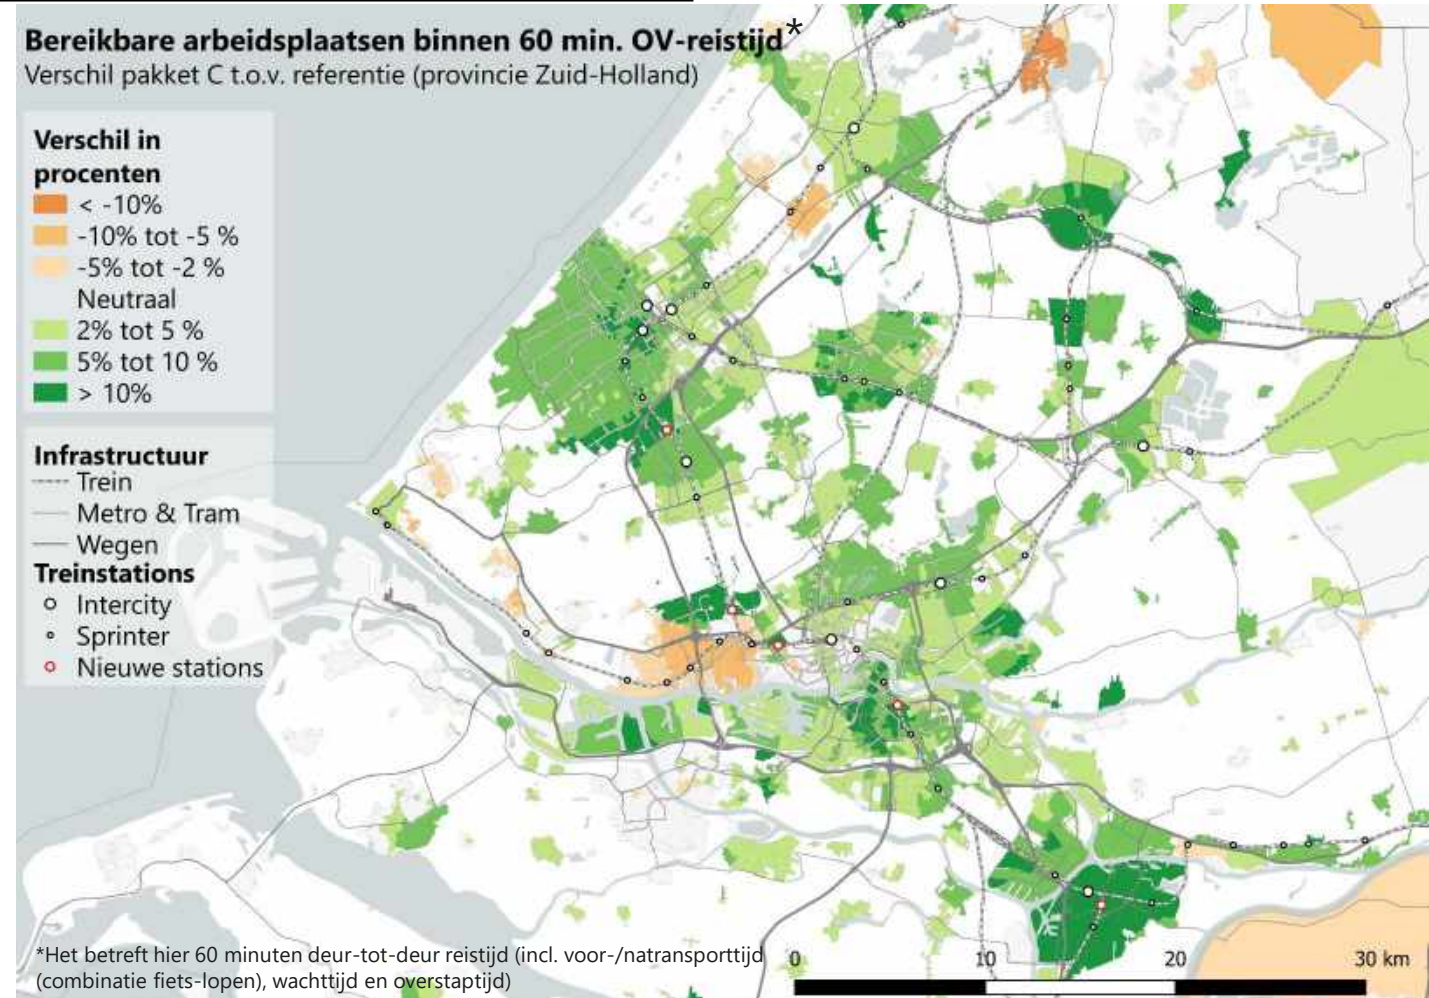 Bereikbare arbeidsplaatsen binnen 60 min. OV-reistijd*
Verschil pakket C t.o.v. referentie (provincie Zuid-Holland)
Verschil in
procenten
< -10%
-10% tot -5 %
-5% tot -2 %
Neutraal
2% tot 5 %
5% tot 10 %
> 10%
Infrastructuur
Trein
Metro & Tram
Wegen
Treinstations
Intercity
Sprinter
Nieuwe stations
*Het betreft hier 60 minuten deur-tot-deur reistijd (incl. voor-/natransporttijd
(combinatie fiets-lopen), wachttijd en overstaptijd)
0 10 20 30 km